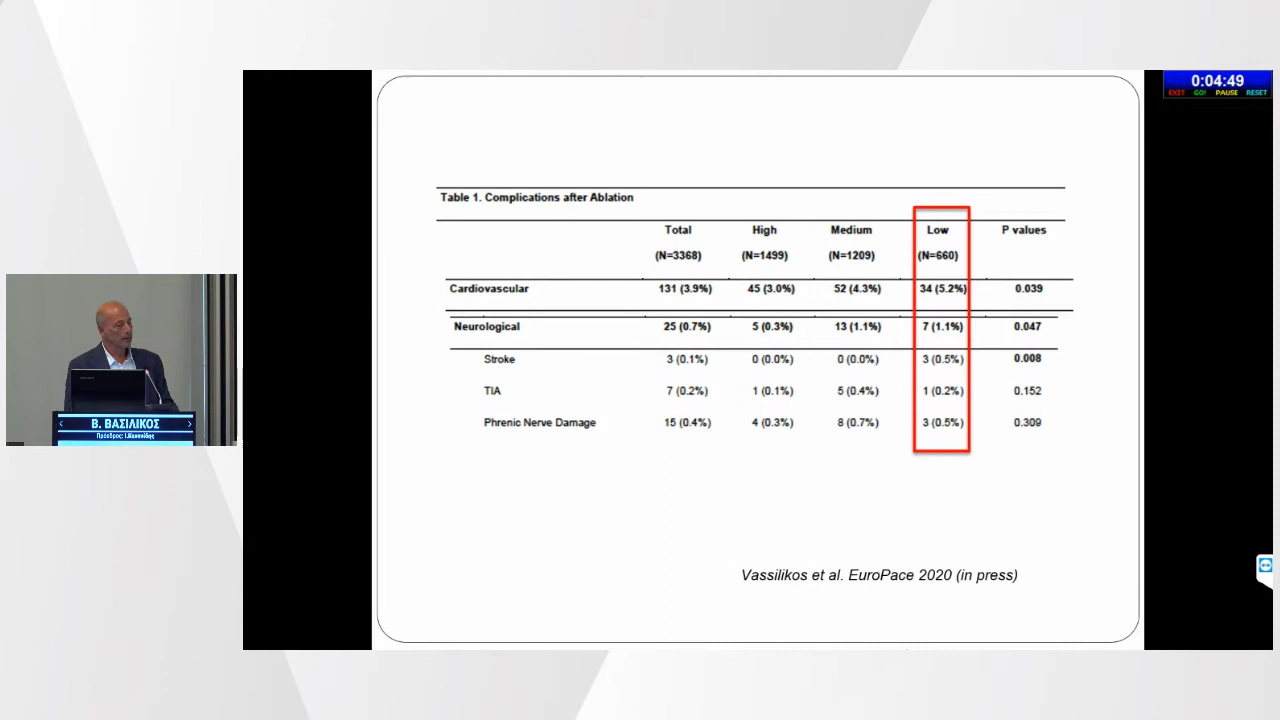 0:04:49
EXIT GO! PAUSE RESET
Table 1. Complications after Ablation
Total High Medium Low P values
(N=3368) (N=1499) (N=1209) (N=660)
Cardiovascular 131 (3.9%) 45 (3.0%) 52 (4.3%) 34 (5.2%) 0.039
Neurological 25 (0.7%) 5 (0.3%) 13 (1.1%) 7 (1.1%) 0.047
Stroke 3 (0.1%) 0 (0.0%) 0 (0.0%) 3 (0.5%) 0.008
TIA 7 (0.2%) 1 (0.1%) 5 (0.4%) 1 (0.2%) 0.152
Phrenic Nerve Damage 15 (0.4%) 4 (0.3%) 8 (0.7%) 3 (0.5%) 0.309
Vassilikos et al. EuroPace 2020 (in press)
Β. ΒΑΣΙΛΙΚΟΣ